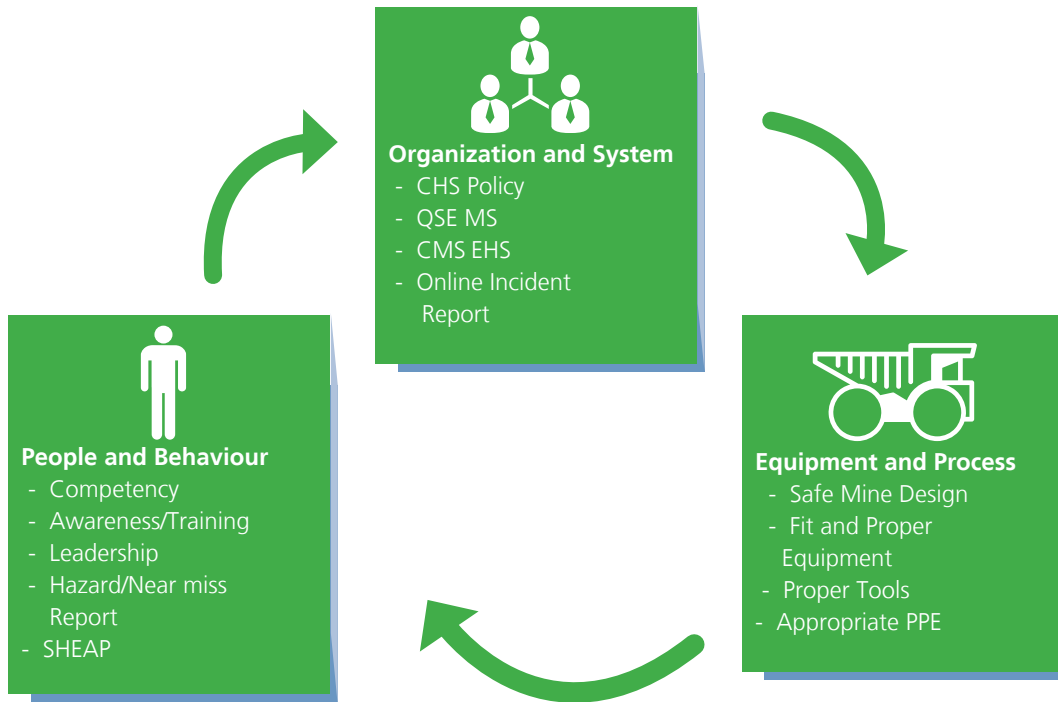 Organization and System
- CHS Policy
- QSE MS
- CMS EHS
- Online Incident
Report
People and Behaviour
- Competency
- Awareness/Training
- Leadership
- Hazard/Near miss
Report
- SHEAP
Equipment and Process
- Safe Mine Design
- Fit and Proper
Equipment
- Proper Tools
- Appropriate PPE